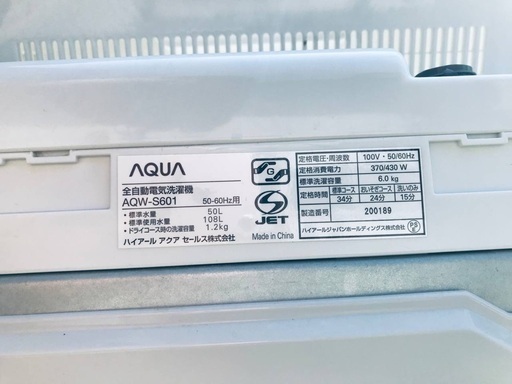 AQUA
全自動電気洗濯機
AQW-S601 50-60Hz用
•標準水量 50L
•標準使用水量 108L
•ドライコース時の洗濯容量 1.2kg
ハイアール アクア セールス株式会社
G
S
JET
Made in China
定格電圧・周波数 100V・50/60Hz
定格消費電力 370/430 W
標準洗濯容量 6.0 kg
定格時間 標準コース おいそぎコース 洗いのみ
34分 24分 15分
製造番号 200189
ハイアールジャパンホールディングス株式会社
PS
E